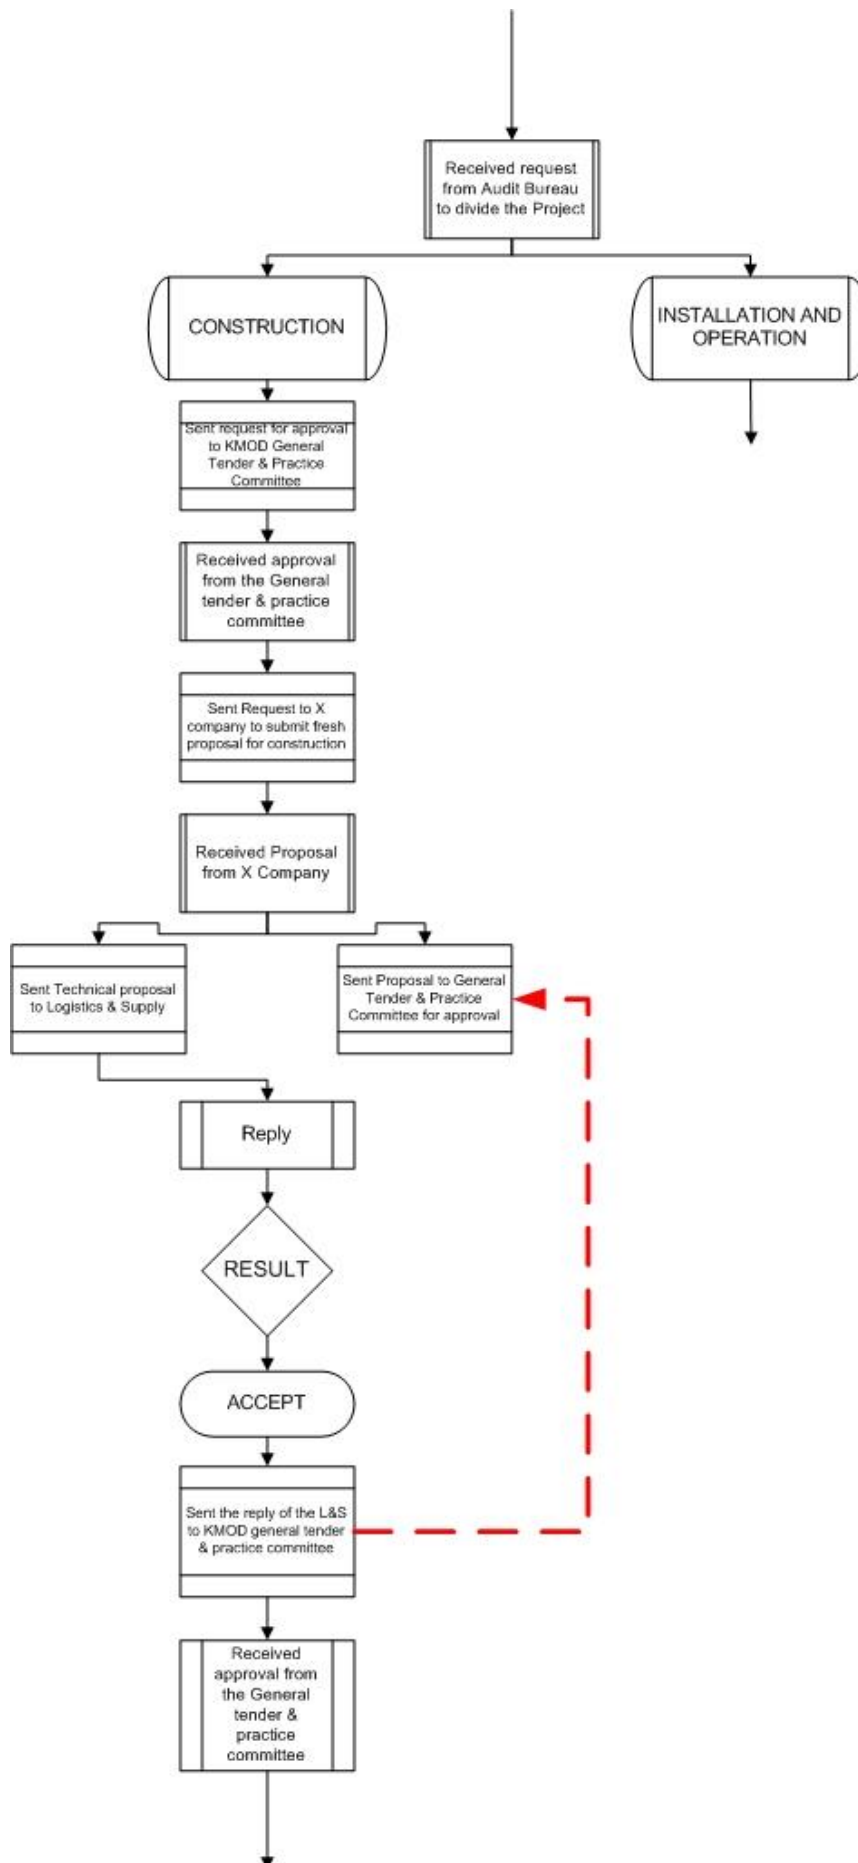 Received request
from Audit Bureau
to divide the Project
CONSTRUCTION
INSTALLATION AND
OPERATION
Sent request for approval
to KMOD General
Tender & Practice
Committee
Received approval
from the General
tender & practice
committee
Sent Request to X
company to submit fresh
proposal for construction
Received Proposal
from X Company
Sent Technical proposal
to Logistics & Supply
Sent Proposal to General
Tender & Practice
Committee for approval
Reply
RESULT
ACCEPT
Sent the reply of the L&S
to KMOD general tender
& practice committee
Received
approval from
the General
tender &
practice
committee